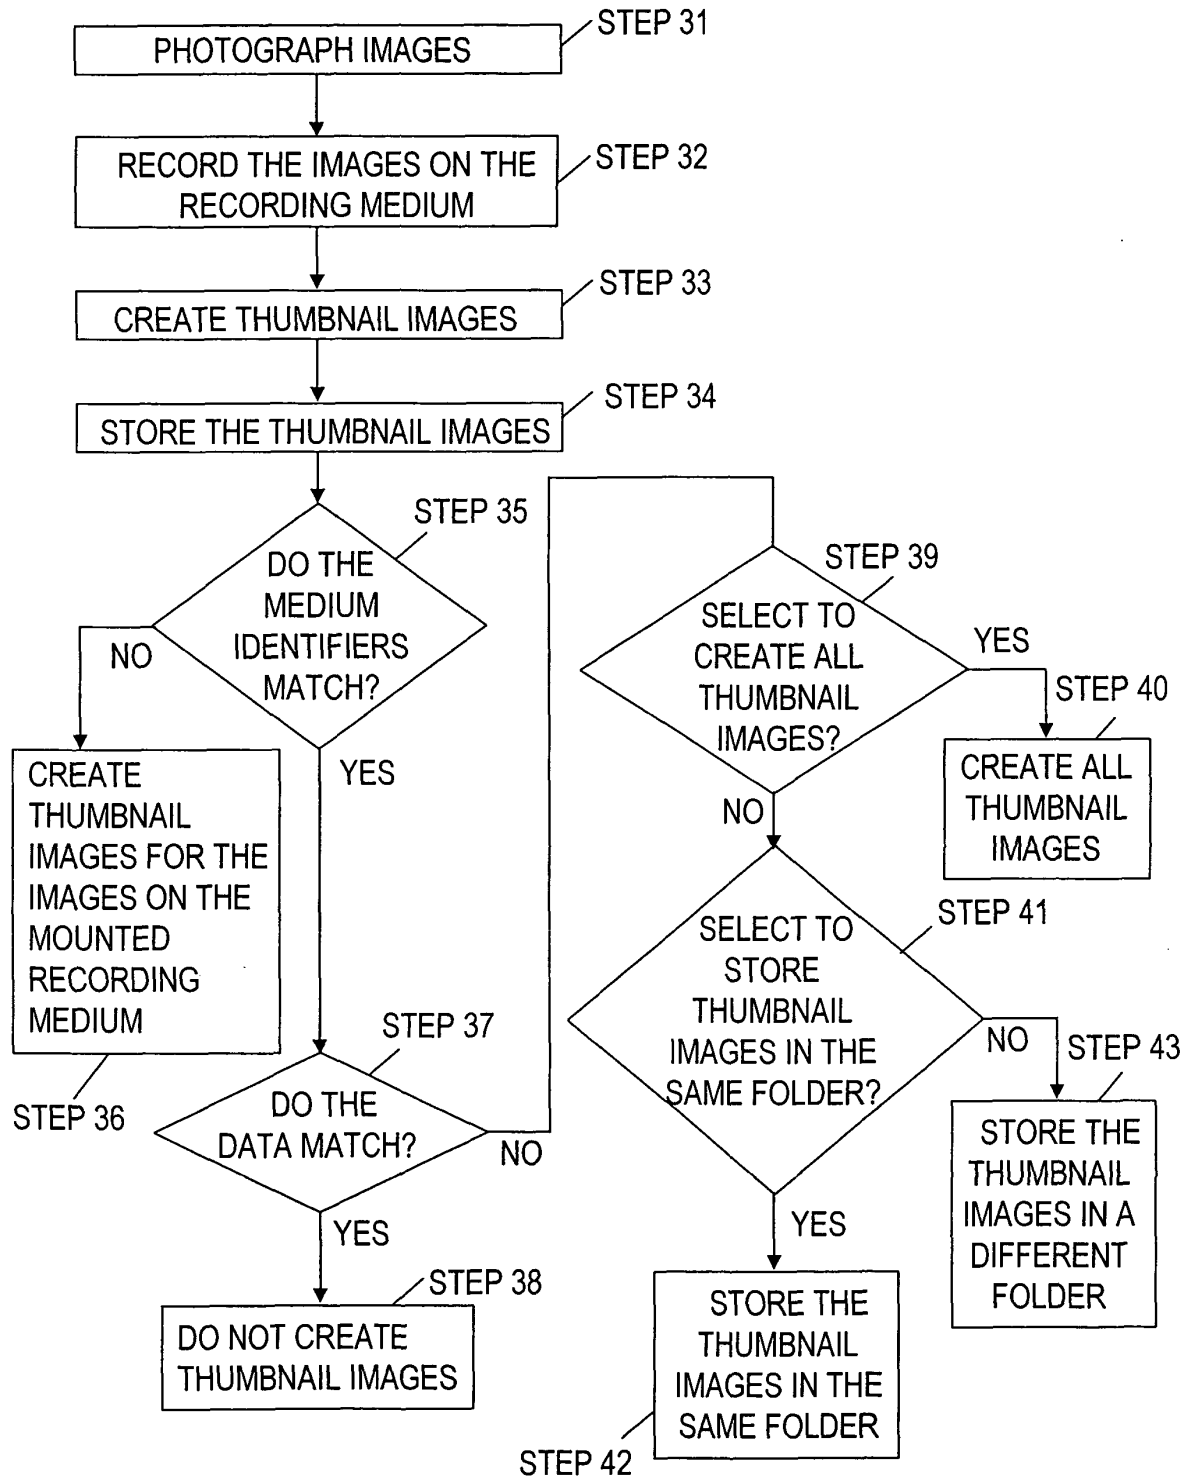 STEP 31
PHOTOGRAPH IMAGES
STEP 32
RECORD THE IMAGES ON THE
RECORDING MEDIUM
STEP 33
CREATE THUMBNAIL IMAGES
STEP 34
STORE THE THUMBNAIL IMAGES
STEP 35
DO THE
MEDIUM
IDENTIFIERS
MATCH?
NO
YES
CREATE
THUMBNAIL
IMAGES FOR THE
IMAGES ON THE
MOUNTED
RECORDING
MEDIUM
STEP 36
STEP 37
DO THE
DATA MATCH?
NO
YES
STEP 38
DO NOT CREATE
THUMBNAIL IMAGES
STEP 39
SELECT TO
CREATE ALL
THUMBNAIL
IMAGES?
YES
STEP 40
CREATE ALL
THUMBNAIL
IMAGES
NO
STEP 41
SELECT TO
STORE
THUMBNAIL
IMAGES IN THE
SAME FOLDER?
NO
STEP 43
STORE THE
THUMBNAIL
IMAGES IN A
DIFFERENT
FOLDER
YES
STORE THE
THUMBNAIL
IMAGES IN THE
SAME FOLDER
STEP 42